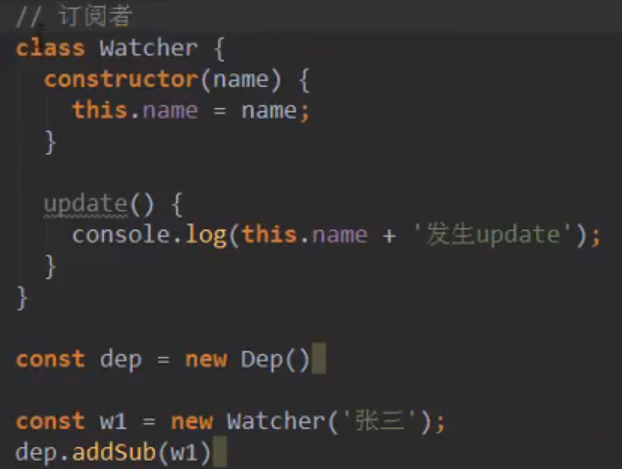 // 订阅者
class Watcher {
constructor(name) {
this.name = name;
}
update() {
console.log(this.name + '发生update');
}
}
const dep = new Dep()
const w1 = new Watcher('张三');
dep.addSub(w1)